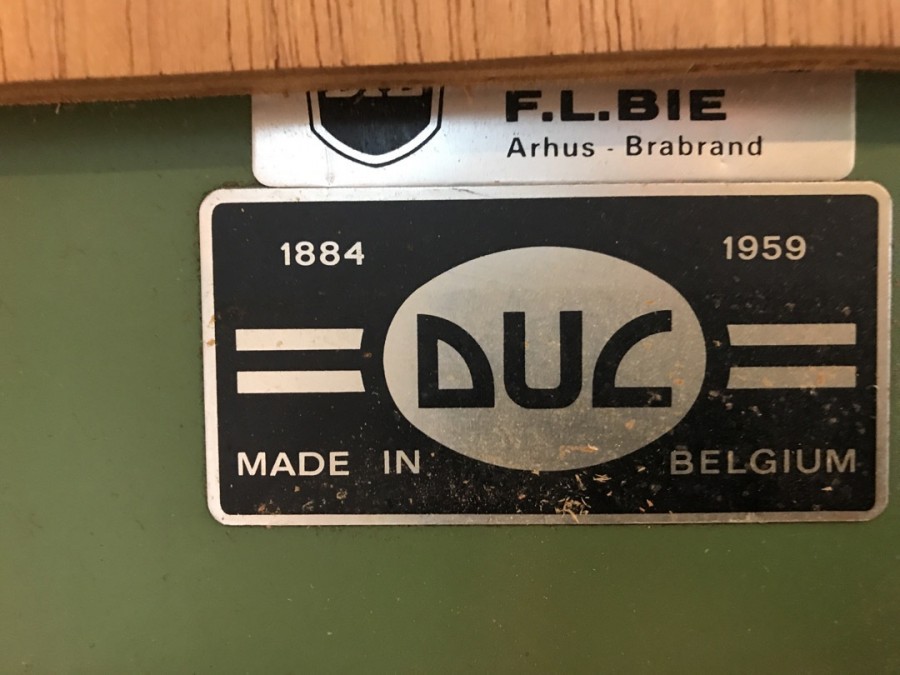 F.L.BIE
Arhus - Brabrand
1884 1959
DUC
MADE IN BELGIUM